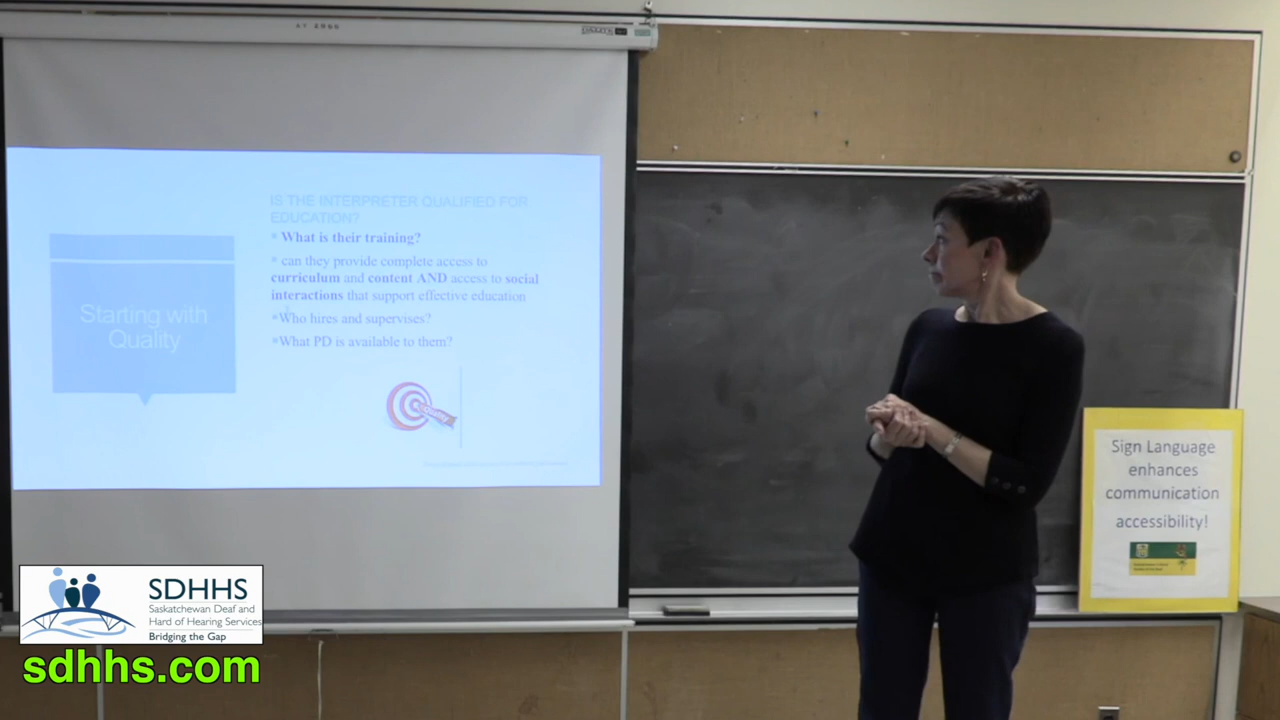 IS THE INTERPRETER QUALIFIED FOR
EDUCATION?
What is their training?
can they provide complete access to
curriculum and content AND access to social
interactions that support effective education
Who hires and supervises?
What PD is available to them?
Starting with
Quality
Sign Language
enhances
communication
accessibility!
SDHHS
Saskatchewan Deaf and
Hard of Hearing Services
Bridging the Gap
sdhhs.com